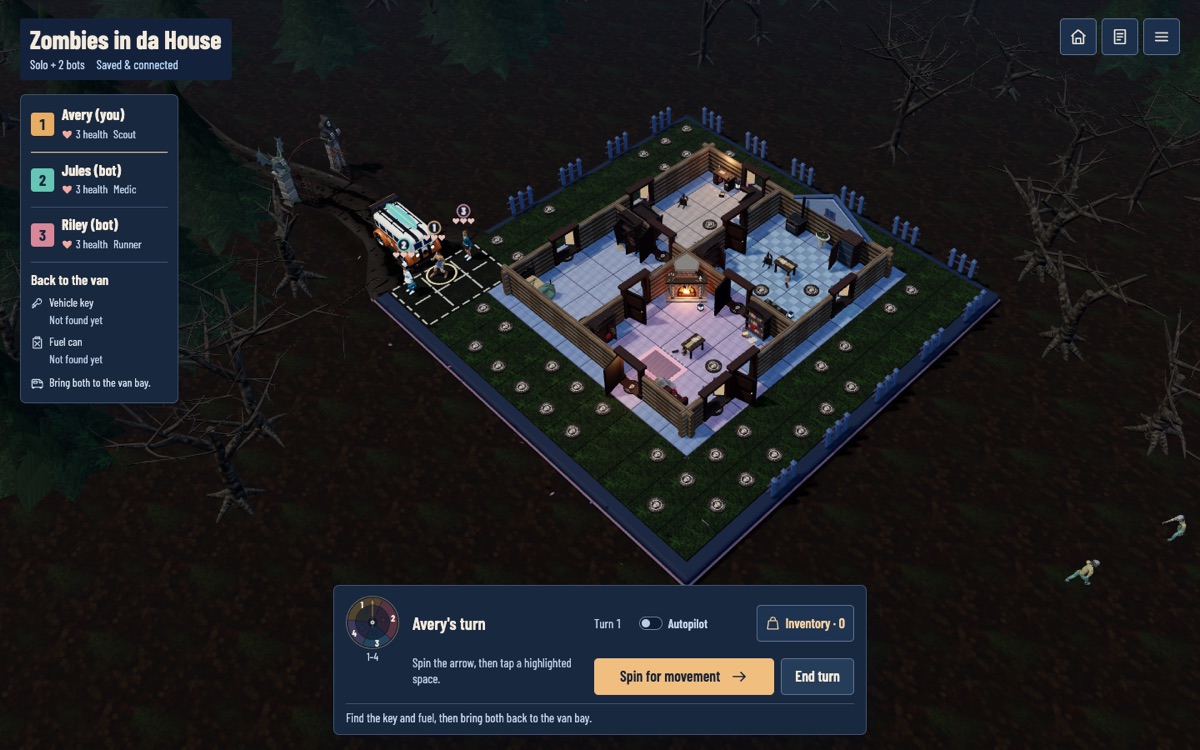 Zombies in da House
Solo + 2 bots Saved & connected
1 Avery (you)
3 health Scout
2 Jules (bot)
3 health Medic
3 Riley (bot)
3 health Runner
Back to the van
Vehicle key
Not found yet
Fuel can
Not found yet
Bring both to the van bay.
3
1
2
1
2
4
3
1–4
Avery's turn
Turn 1 Autopilot
Inventory · 0
Spin the arrow, then tap a highlighted
space.
Spin for movement →
End turn
Find the key and fuel, then bring both back to the van bay.